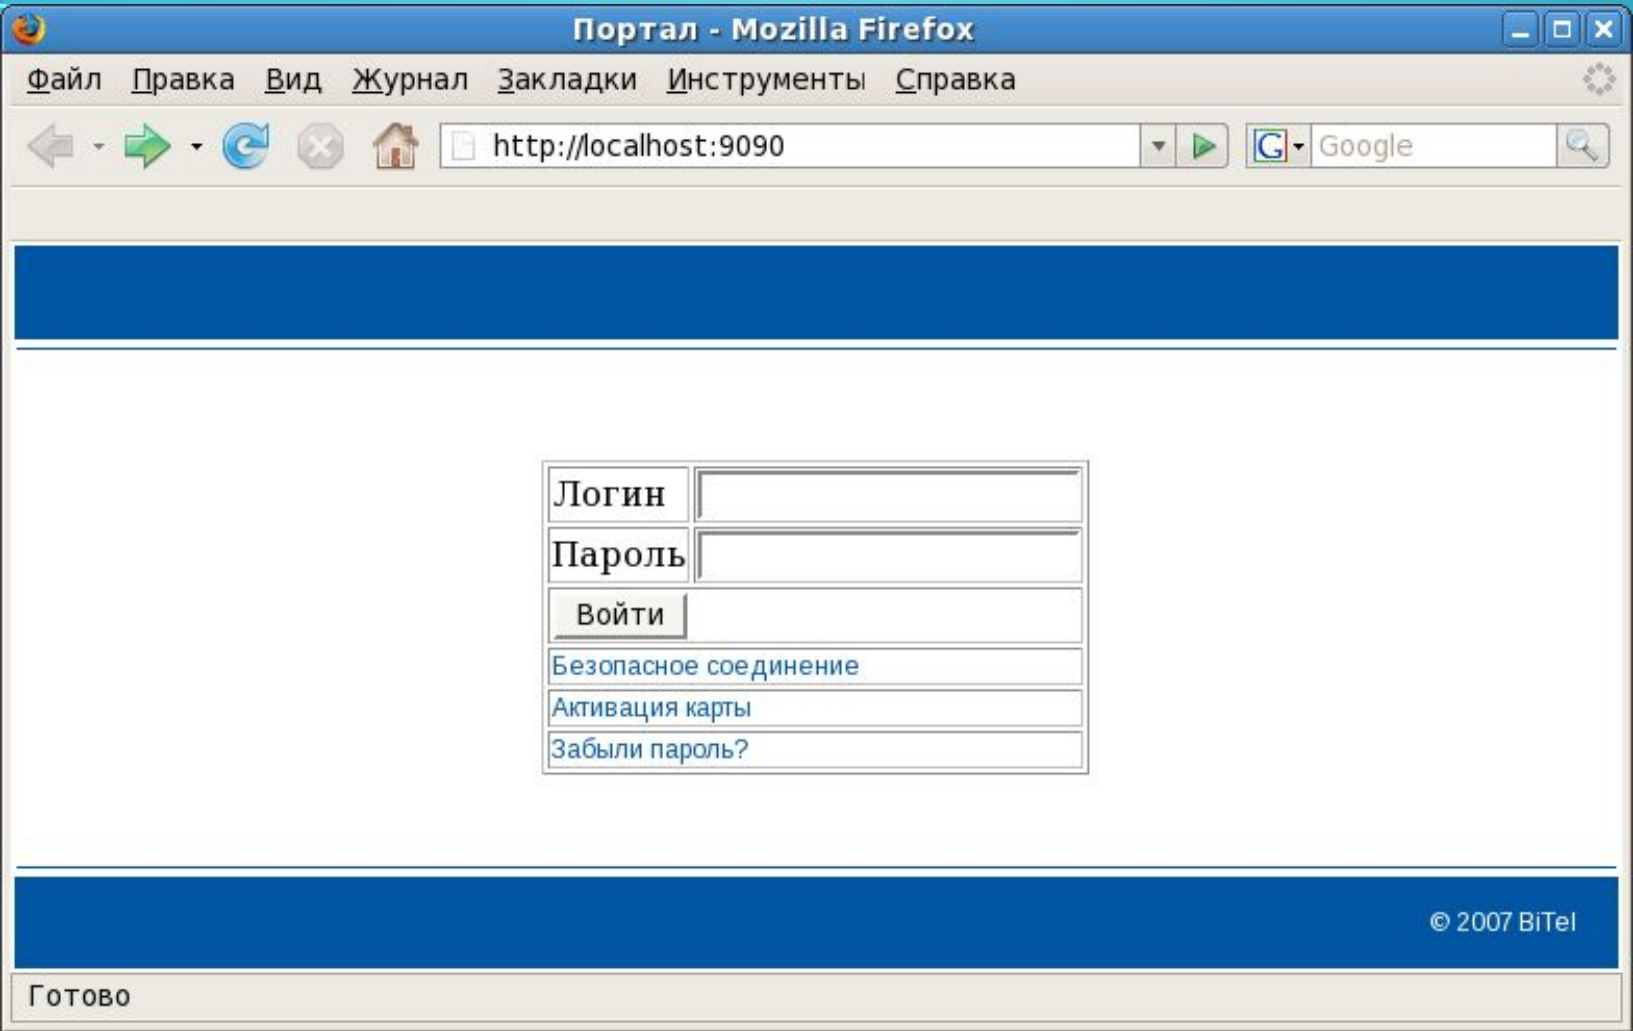 Портал - Mozilla Firefox
Файл Правка Вид Журнал Закладки Инструменты Справка
http://localhost:9090 G Google
Логин
Пароль
Войти
Безопасное соединение
Активация карты
Забыли пароль?
© 2007 BiTel
Готово